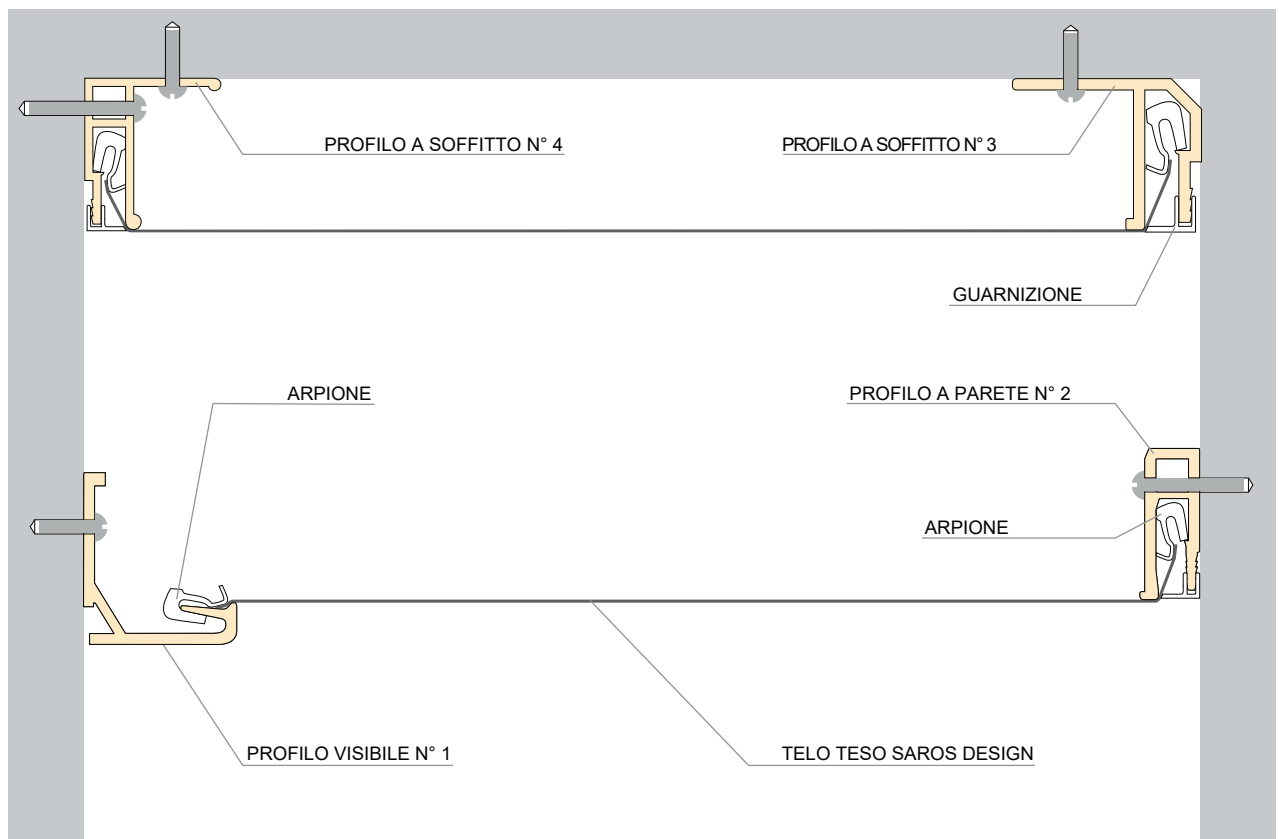 PROFILO A SOFFITTO N° 4
PROFILO A SOFFITTO N° 3
GUARNIZIONE
ARPIONE
PROFILO A PARETE N° 2
ARPIONE
PROFILO VISIBILE N° 1
TELO TESO SAROS DESIGN